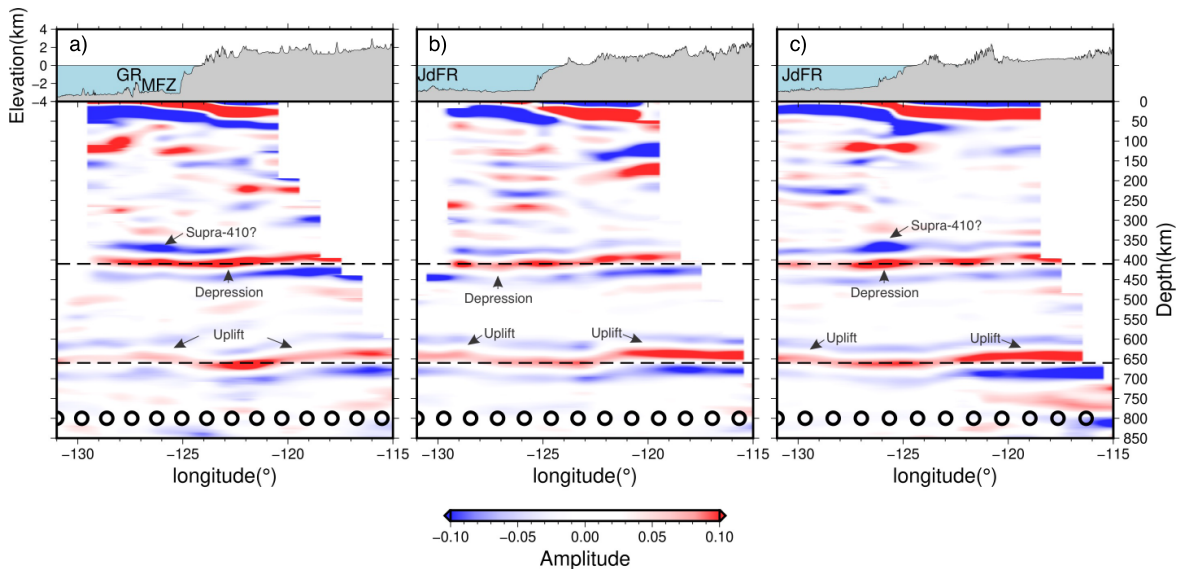 a)
b)
c)
Elevation(km)
4
2
0
−2
−4
GR
MFZ
JdFR
JdFR
Supra-410?
Depression
Uplift
Depression
Uplift
Uplift
Supra-410?
Depression
Uplift
Uplift
0
50
100
150
200
250
300
350
400
450
500
550
600
650
700
750
800
850
Depth(km)
−130 −125 −120 −115
−130 −125 −120 −115
−130 −125 −120 −115
longitude(°)
longitude(°)
longitude(°)
−0.10 −0.05 0.00 0.05 0.10
Amplitude